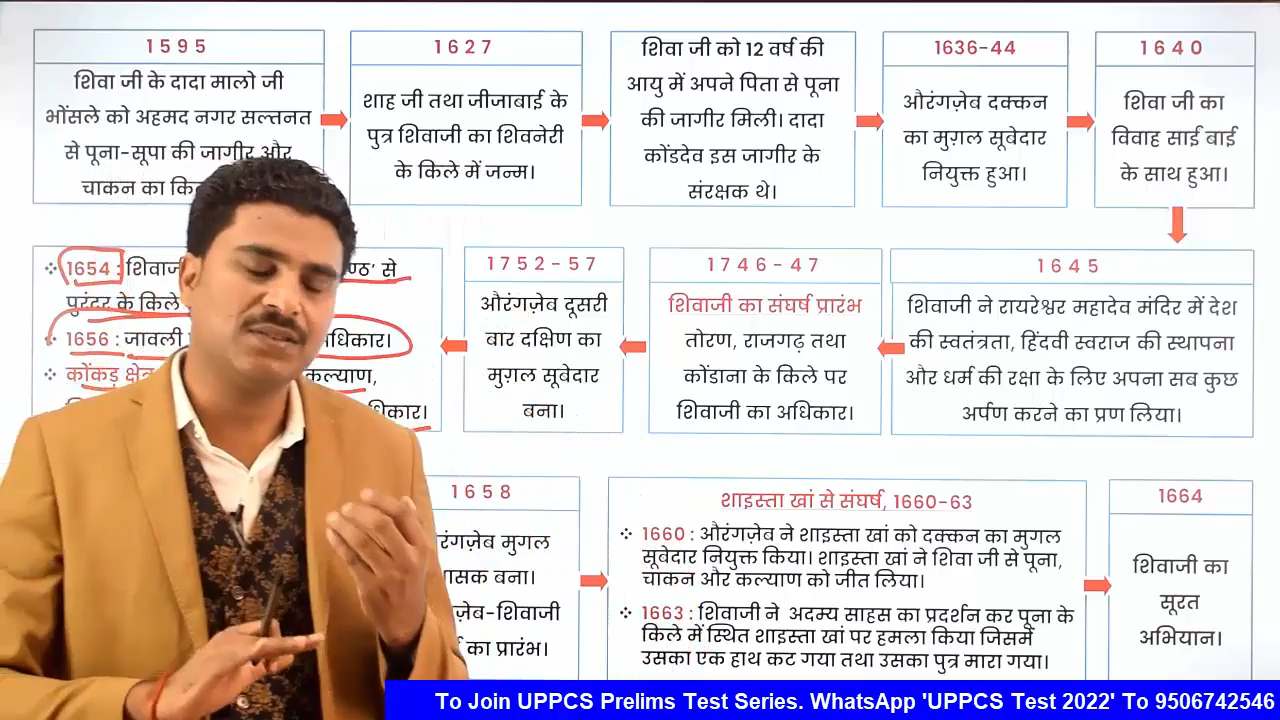 1595
शिवा जी के दादा मालो जी
भोंसले को अहमद नगर सल्तनत
से पूना-सूपा की जागीर और
चाकन का
1627
शाह जी तथा जीजाबाई के
पुत्र शिवाजी का शिवनेरी
के किले में जन्म।
शिवा जी को 12 वर्ष की
आयु में अपने पिता से पूना
की जागीर मिली। दादा
कोंडदेव इस जागीर के
संरक्षक थे।
1636-44
औरंगज़ेब दक्कन
का मुग़ल सूबेदार
नियुक्त हुआ।
1640
शिवा जी का
विवाह साई बाई
के साथ हुआ।
1654 : से
पुरंदर के किले
1656 : जावली
कोंकड़ कल्याण,
1752-57
औरंगज़ेब दूसरी
बार दक्षिण का
मुग़ल सूबेदार
बना।
1746-47
शिवाजी का संघर्ष प्रारंभ
तोरण, राजगढ़ तथा
कोंडाना के किले पर
शिवाजी का अधिकार।
1645
शिवाजी ने रायरेश्वर महादेव मंदिर में देश
की स्वतंत्रता, हिंदवी स्वराज की स्थापना
और धर्म की रक्षा के लिए अपना सब कुछ
अर्पण करने का प्रण लिया।
1658
मुगल
बना।
का प्रारंभ।
शाइस्ता खां से संघर्ष, 1660-63
❖ 1660 : औरंगज़ेब ने शाइस्ता खां को दक्कन का मुगल
सूबेदार नियुक्त किया। शाइस्ता खां ने शिवा जी से पूना,
चाकन और कल्याण को जीत लिया।
❖ 1663 : शिवाजी ने अदम्य साहस का प्रदर्शन कर पूना के
किले में स्थित शाइस्ता खां पर हमला किया जिसमें
उसका एक हाथ कट गया तथा उसका पुत्र मारा गया।
1664
शिवाजी का
सूरत
अभियान।
To Join UPPCS Prelims Test Series. WhatsApp 'UPPCS Test 2022' To 9506742546